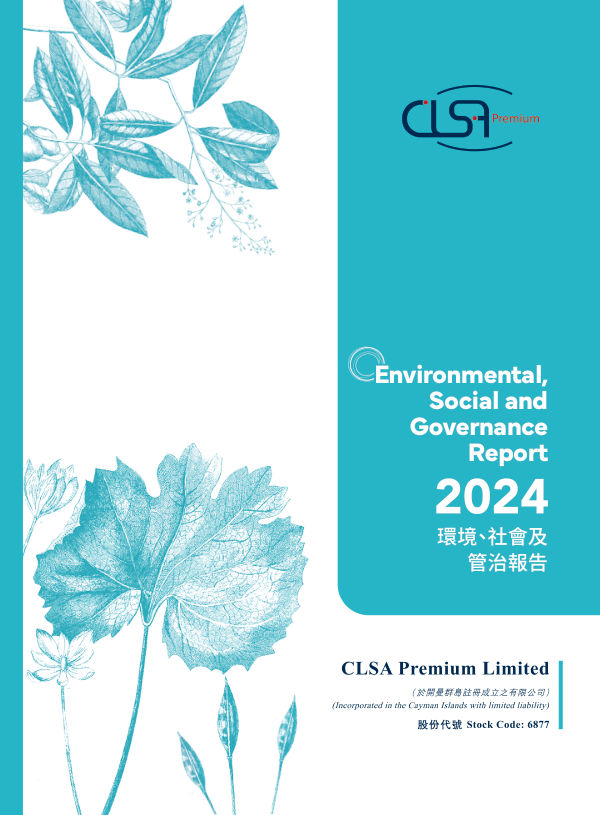 CLSA Premium
Environmental,
Social and
Governance
Report
2024
環境、社會及
管治報告
CLSA Premium Limited
（於開曼群島註冊成立之有限公司）
(Incorporated in the Cayman Islands with limited liability)
股份代號 Stock Code: 6877